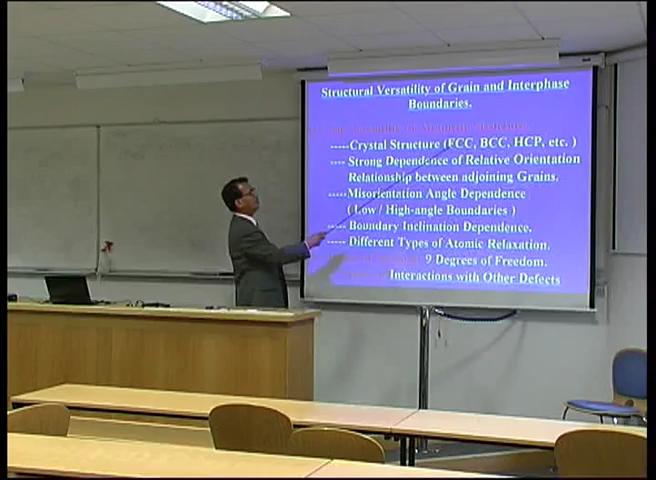 Structural Versatility of Grain and Interphase
Boundaries.
-----Crystal Structure (FCC, BCC, HCP, etc. )
---- Strong Dependence of Relative Orientation
Relationship between adjoining Grains.
-----Misorientation Angle Dependence
( Low / High-angle Boundaries )
----- Boundary Inclination Dependence.
----- Different Types of Atomic Relaxation.
9 Degrees of Freedom.
Interactions with Other Defects